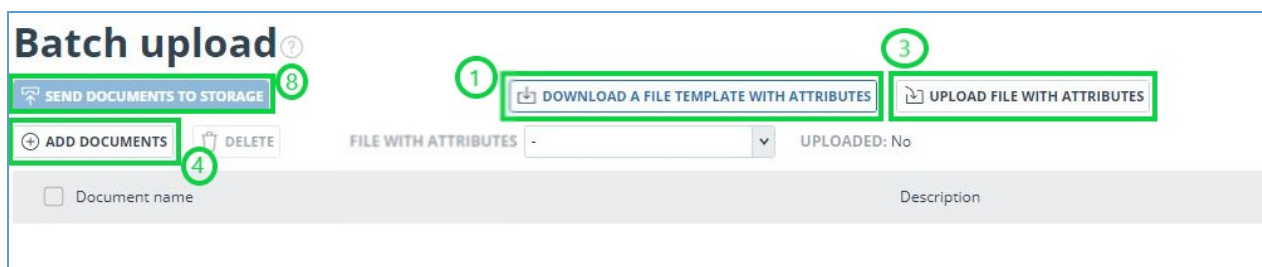 Batch upload ?
3
SEND DOCUMENTS TO STORAGE 8 1 DOWNLOAD A FILE TEMPLATE WITH ATTRIBUTES UPLOAD FILE WITH ATTRIBUTES
ADD DOCUMENTS DELETE FILE WITH ATTRIBUTES - UPLOADED: No
4
Document name Description